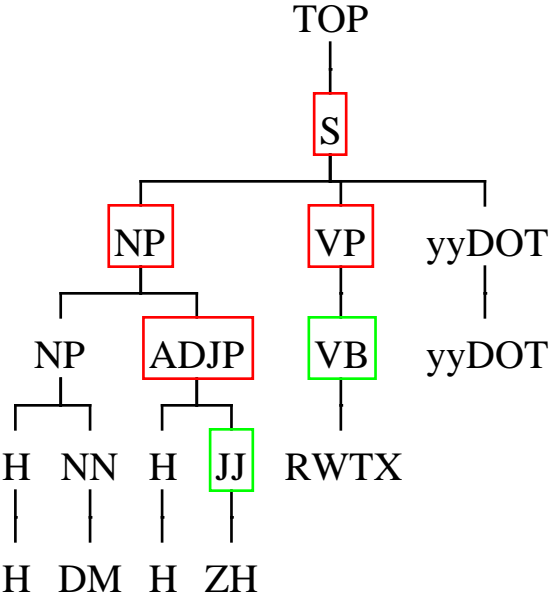 TOP
S
NP VP yyDOT
NP ADJP VB yyDOT
H NN H JJ RWTX
H DM H ZH